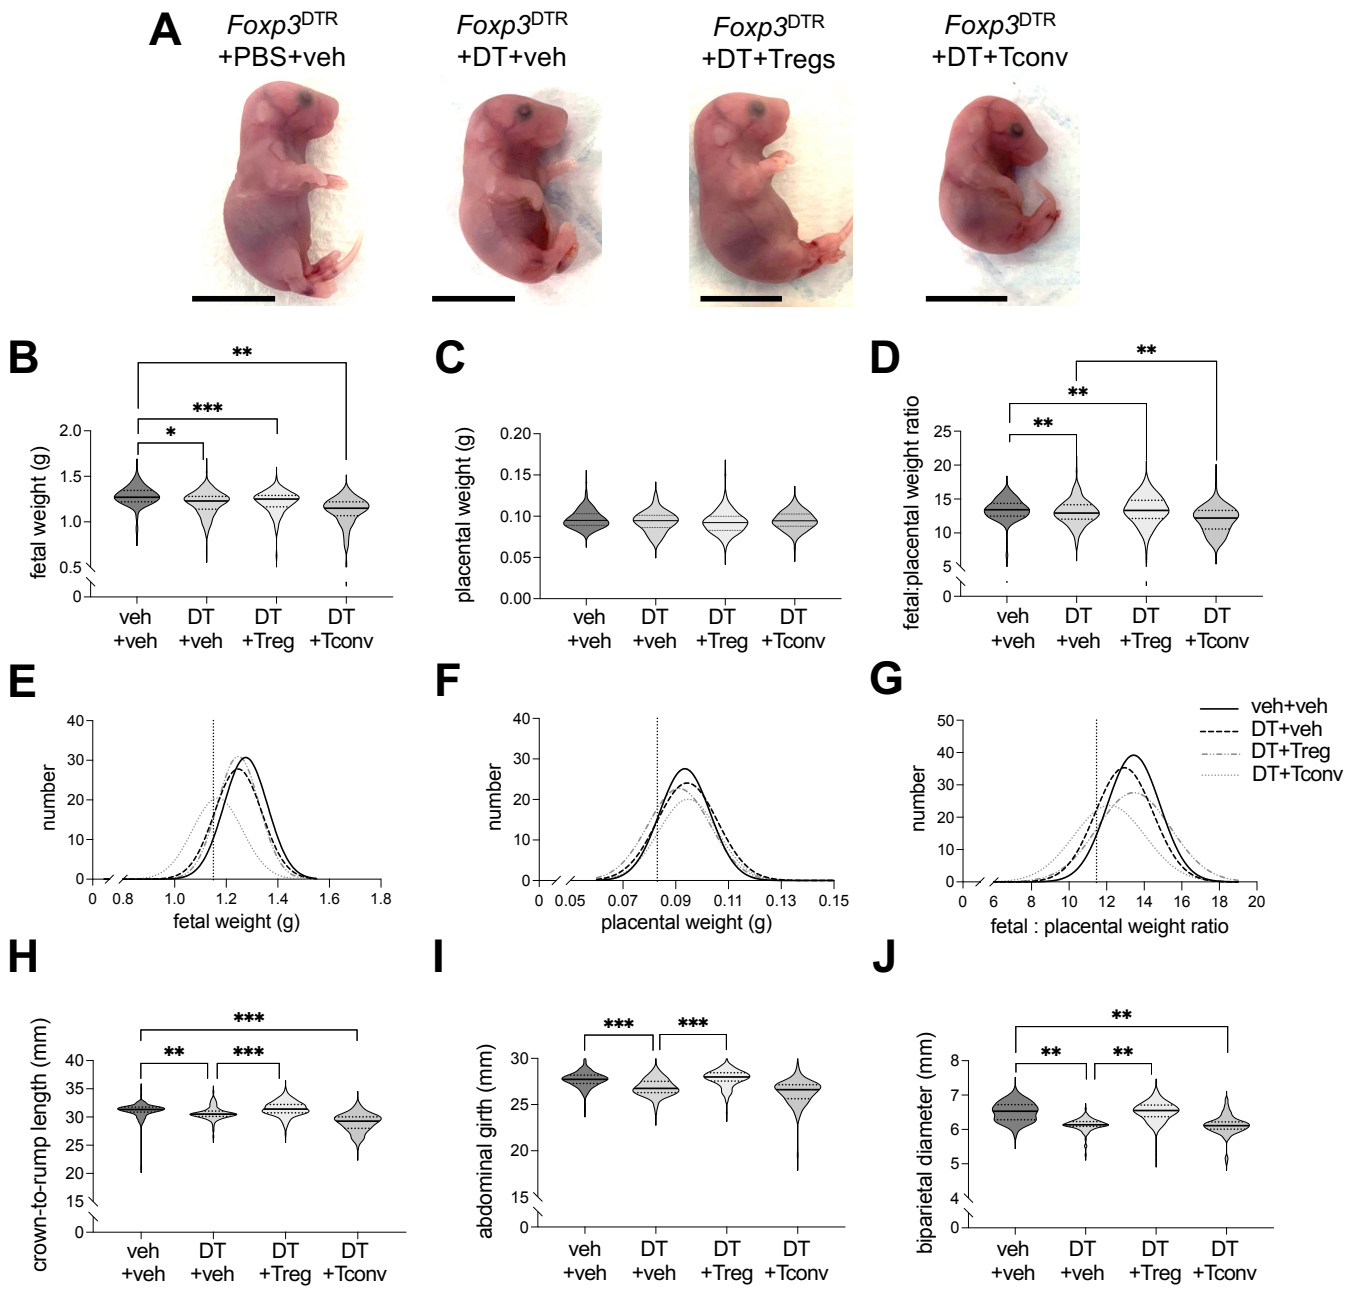 A
Foxp3DTR +PBS+veh
Foxp3DTR +DT+veh
Foxp3DTR +DT+Tregs
Foxp3DTR +DT+Tconv
B
fetal weight (g)
2.0
1.5
1.0
0.5
0
**
***
*
veh +veh
DT +veh
DT +Treg
DT +Tconv
C
placental weight (g)
0.20
0.15
0.10
0.05
0.00
veh +veh
DT +veh
DT +Treg
DT +Tconv
D
fetal:placental weight ratio
25
20
15
10
5
0
**
**
**
veh +veh
DT +veh
DT +Treg
DT +Tconv
E
number
40
30
20
10
0
0 0.8 1.0 1.2 1.4 1.6 1.8
fetal weight (g)
F
number
40
30
20
10
0
0 0.05 0.07 0.09 0.11 0.13 0.15
placental weight (g)
G
number
50
40
30
20
10
0
0 6 8 10 12 14 16 18 20
fetal : placental weight ratio
veh+veh
DT+veh
DT+Treg
DT+Tconv
H
crown-to-rump length (mm)
40
35
30
25
20
15
0
***
**
***
veh +veh
DT +veh
DT +Treg
DT +Tconv
I
abdominal girth (mm)
30
25
20
15
0
***
***
veh +veh
DT +veh
DT +Treg
DT +Tconv
J
biparietal diameter (mm)
8
7
6
5
4
0
**
**
**
veh +veh
DT +veh
DT +Treg
DT +Tconv